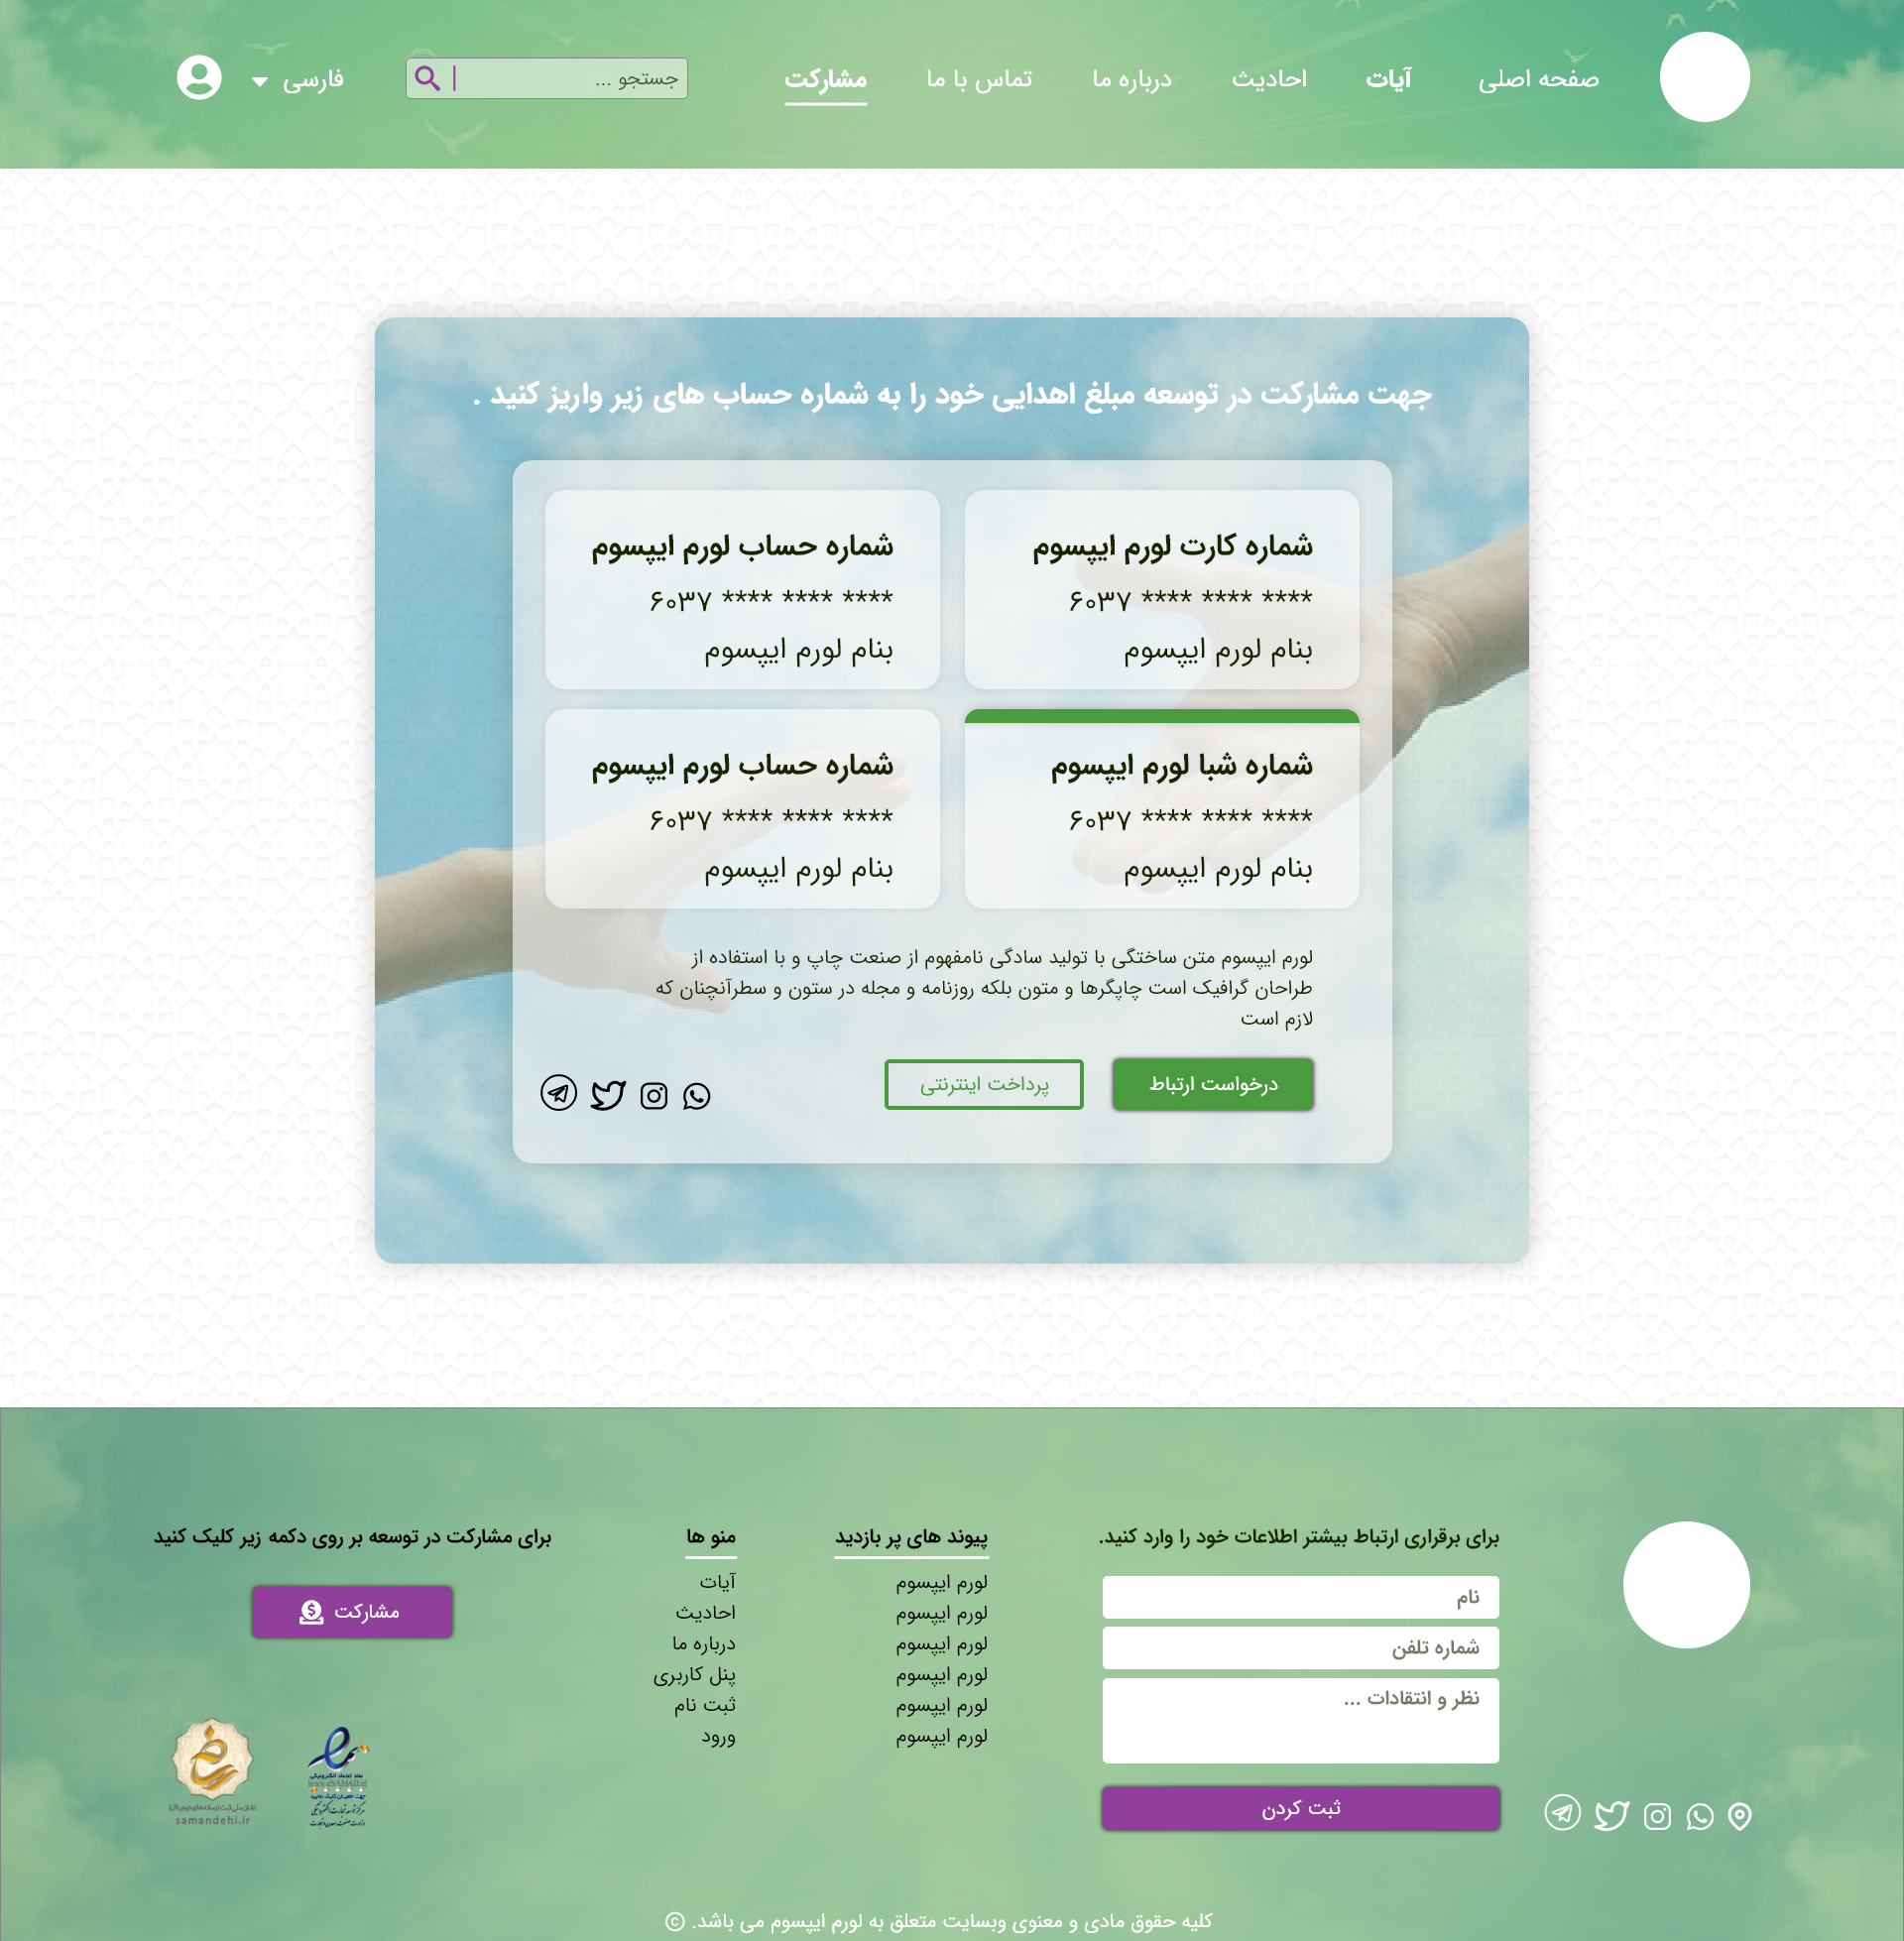 صفحه اصلی
آیات
احادیث
درباره ما
تماس با ما
مشارکت
جستجو ...
فارسی
جهت مشارکت در توسعه مبلغ اهدایی خود را به شماره حساب های زیر واریز کنید .
شماره کارت لورم ایپسوم
۶۰۳۷ **** **** ****
بنام لورم ایپسوم
شماره حساب لورم ایپسوم
۶۰۳۷ **** **** ****
بنام لورم ایپسوم
شماره شبا لورم ایپسوم
۶۰۳۷ **** **** ****
بنام لورم ایپسوم
شماره حساب لورم ایپسوم
۶۰۳۷ **** **** ****
بنام لورم ایپسوم
لورم ایپسوم متن ساختگی با تولید سادگی نامفهوم از صنعت چاپ و با استفاده از
طراحان گرافیک است چاپگرها و متون بلکه روزنامه و مجله در ستون و سطرآنچنان که
لازم است
درخواست ارتباط
پرداخت اینترنتی
برای برقراری ارتباط بیشتر اطلاعات خود را وارد کنید.
نام
شماره تلفن
نظر و انتقادات ...
ثبت کردن
پیوند های پر بازدید
لورم ایپسوم
لورم ایپسوم
لورم ایپسوم
لورم ایپسوم
لورم ایپسوم
لورم ایپسوم
منو ها
آیات
احادیث
درباره ما
پنل کاربری
ثبت نام
ورود
برای مشارکت در توسعه بر روی دکمه زیر کلیک کنید
مشارکت
نماد اعتماد الکترونیکی
www.eNAMAD.ir
samandehi.ir
کلیه حقوق مادی و معنوی وبسایت متعلق به لورم ایپسوم می باشد. ©